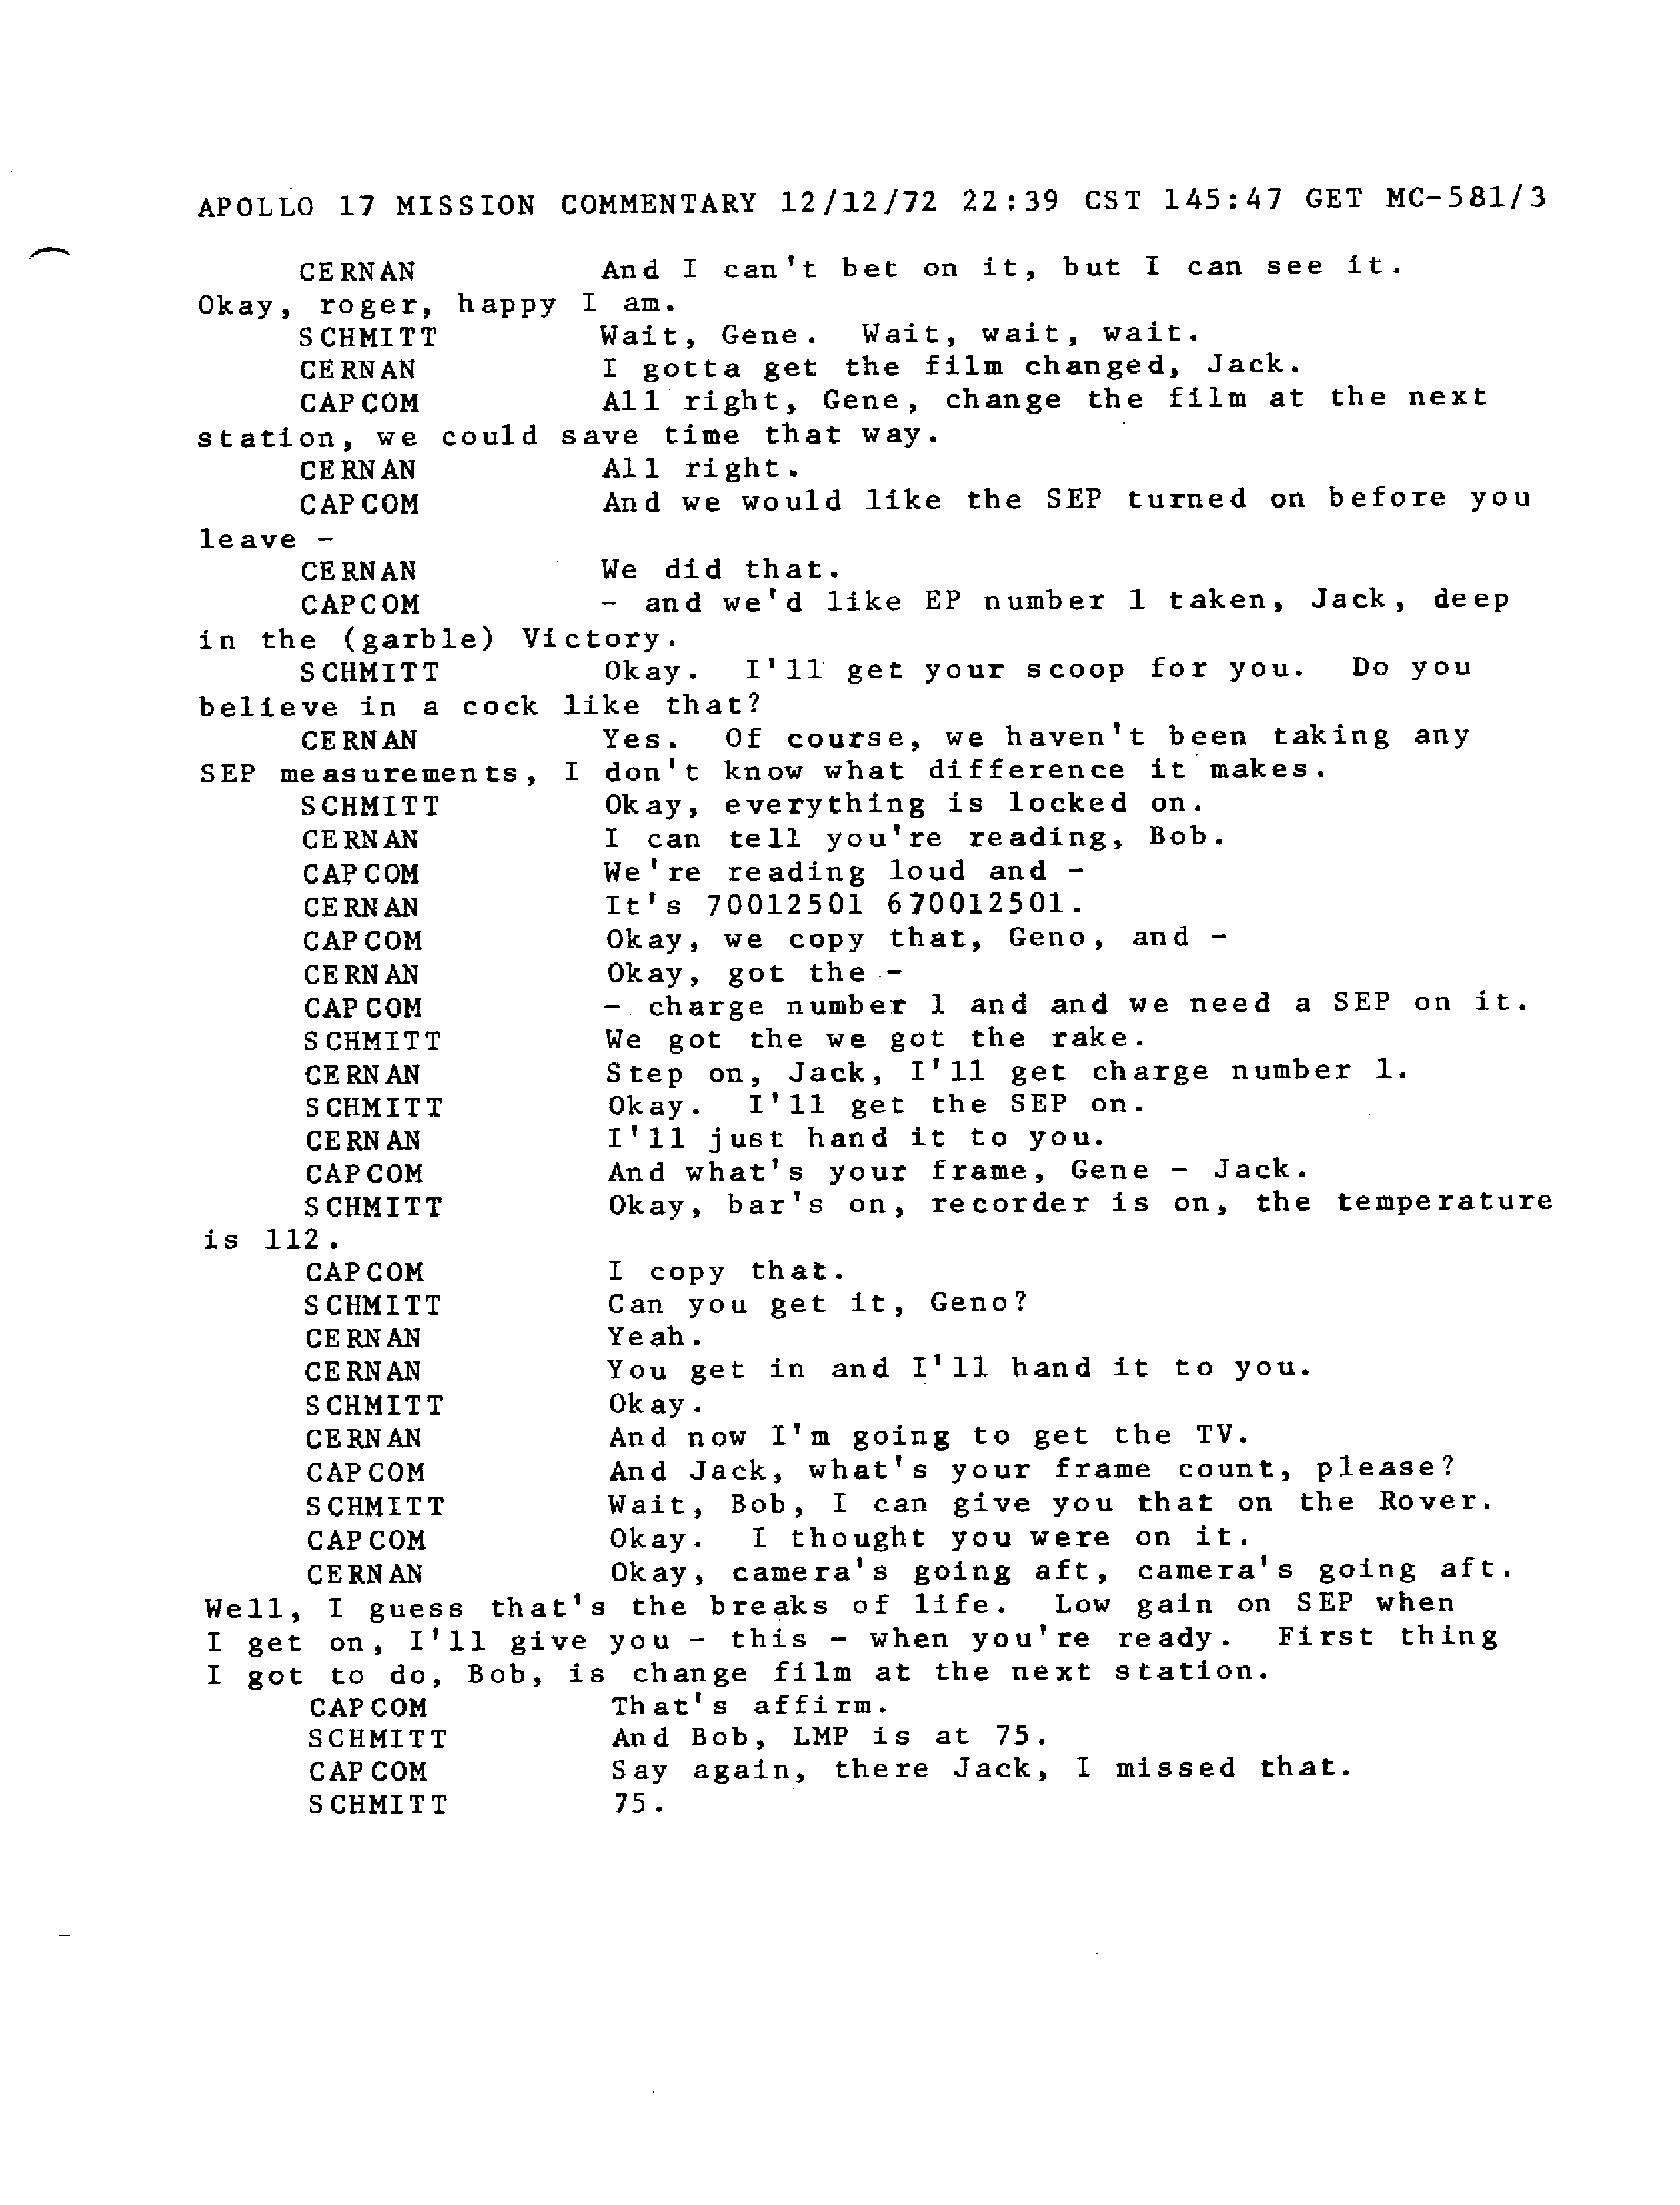 APOLLO 17 MISSION COMMENTARY 12/12/72 22:39 CST 145:47 GET MC-581/3
CERNAN And I can't bet on it, but I can see it.
Okay, roger, happy I am.
SCHMITT Wait, Gene. Wait, wait, wait.
CERNAN I gotta get the film changed, Jack.
CAPCOM All right, Gene, change the film at the next
station, we could save time that way.
CERNAN All right.
CAPCOM And we would like the SEP turned on before you
leave -
CERNAN We did that.
CAPCOM - and we'd like EP number 1 taken, Jack, deep
in the (garble) Victory.
SCHMITT Okay. I'll get your scoop for you. Do you
believe in a cock like that?
CERNAN Yes. Of course, we haven't been taking any
SEP measurements, I don't know what difference it makes.
SCHMITT Okay, everything is locked on.
CERNAN I can tell you're reading, Bob.
CAPCOM We're reading loud and -
CERNAN It's 70012501 670012501.
CAPCOM Okay, we copy that, Geno, and -
CERNAN Okay, got the -
CAPCOM - charge number 1 and and we need a SEP on it.
SCHMITT We got the we got the rake.
CERNAN Step on, Jack, I'll get charge number 1.
SCHMITT Okay. I'll get the SEP on.
CERNAN I'll just hand it to you.
CAPCOM And what's your frame, Gene - Jack.
SCHMITT Okay, bar's on, recorder is on, the temperature
is 112.
CAPCOM I copy that.
SCHMITT Can you get it, Geno?
CERNAN Yeah.
CERNAN You get in and I'll hand it to you.
SCHMITT Okay.
CERNAN And now I'm going to get the TV.
CAPCOM And Jack, what's your frame count, please?
SCHMITT Wait, Bob, I can give you that on the Rover.
CAPCOM Okay. I thought you were on it.
CERNAN Okay, camera's going aft, camera's going aft.
Well, I guess that's the breaks of life. Low gain on SEP when
I get on, I'll give you - this - when you're ready. First thing
I got to do, Bob, is change film at the next station.
CAPCOM That's affirm.
SCHMITT And Bob, LMP is at 75.
CAPCOM Say again, there Jack, I missed that.
SCHMITT 75.